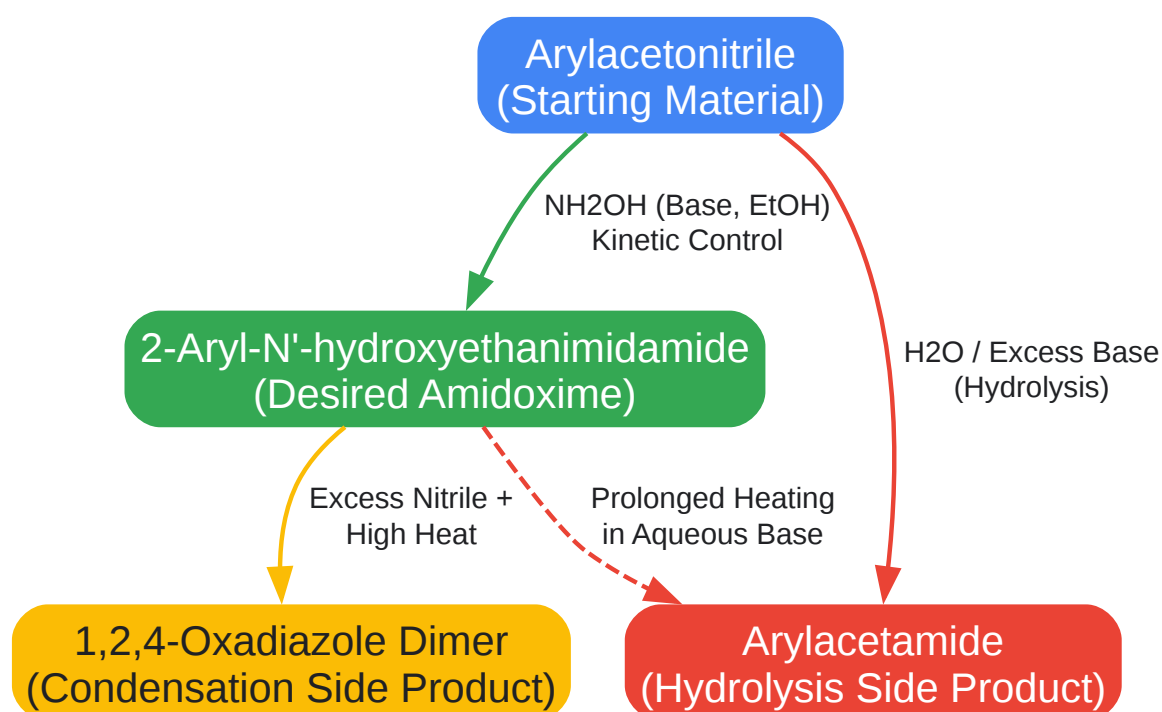 Arylacetonitrile
(Starting Material)
NH2OH (Base, EtOH)
Kinetic Control
2-Aryl-N'-hydroxyethanimidamide
(Desired Amidoxime)
H2O / Excess Base
(Hydrolysis)
Excess Nitrile +
High Heat
Prolonged Heating
in Aqueous Base
1,2,4-Oxadiazole Dimer
(Condensation Side Product)
Arylacetamide
(Hydrolysis Side Product)